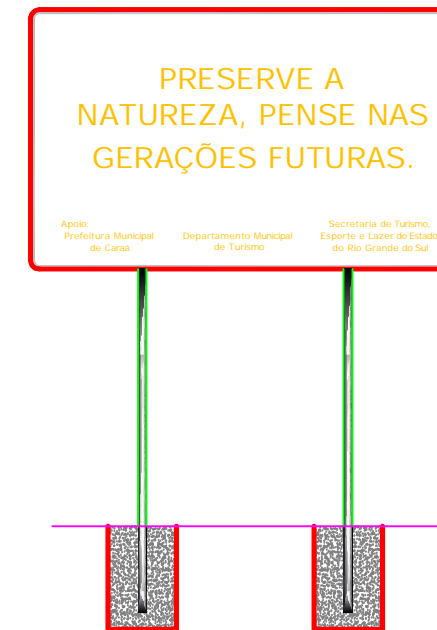 PRESERVE A
NATUREZA, PENSE NAS
GERAÇÕES FUTURAS.
Apoio:
Prefeitura Municipal
de Caraá
Departamento Municipal
de Turismo
Secretaria de Turismo,
Esporte e Lazer do Estado
do Rio Grande do Sul